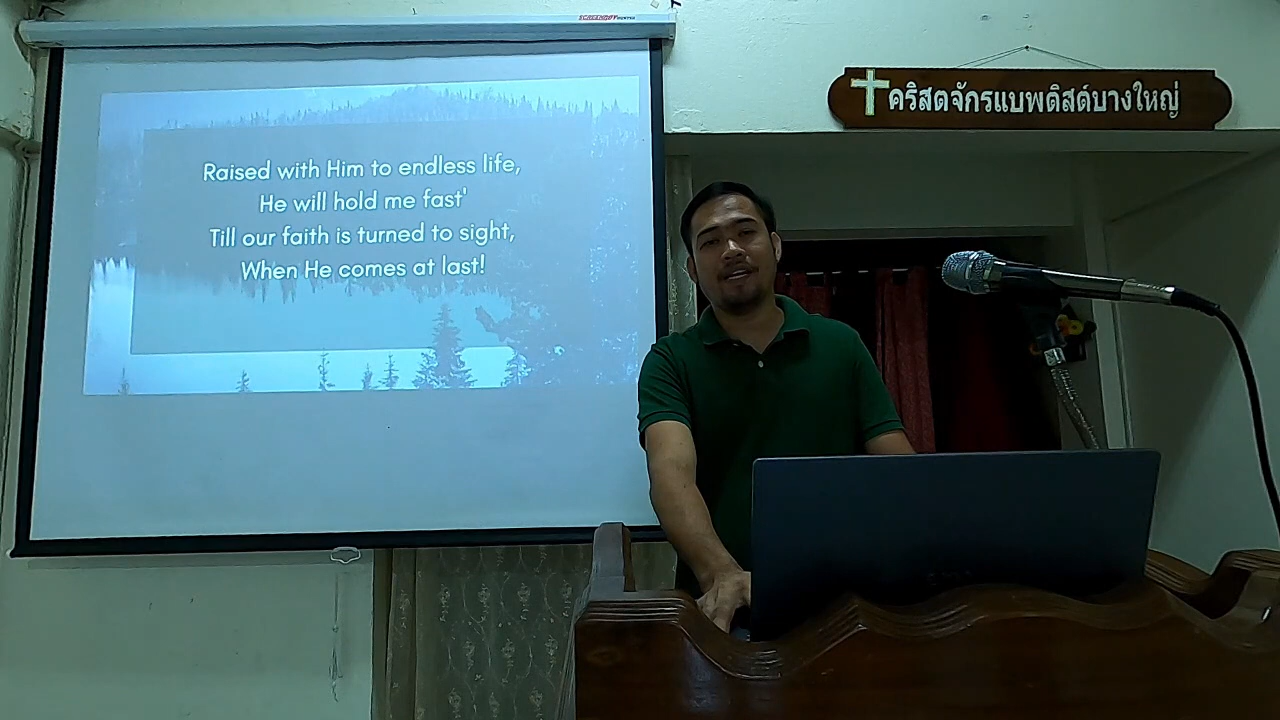 Raised with Him to endless life,
He will hold me fast'
Till our faith is turned to sight,
When He comes at last!
คริสตจักรแบพติสต์บางใหญ่